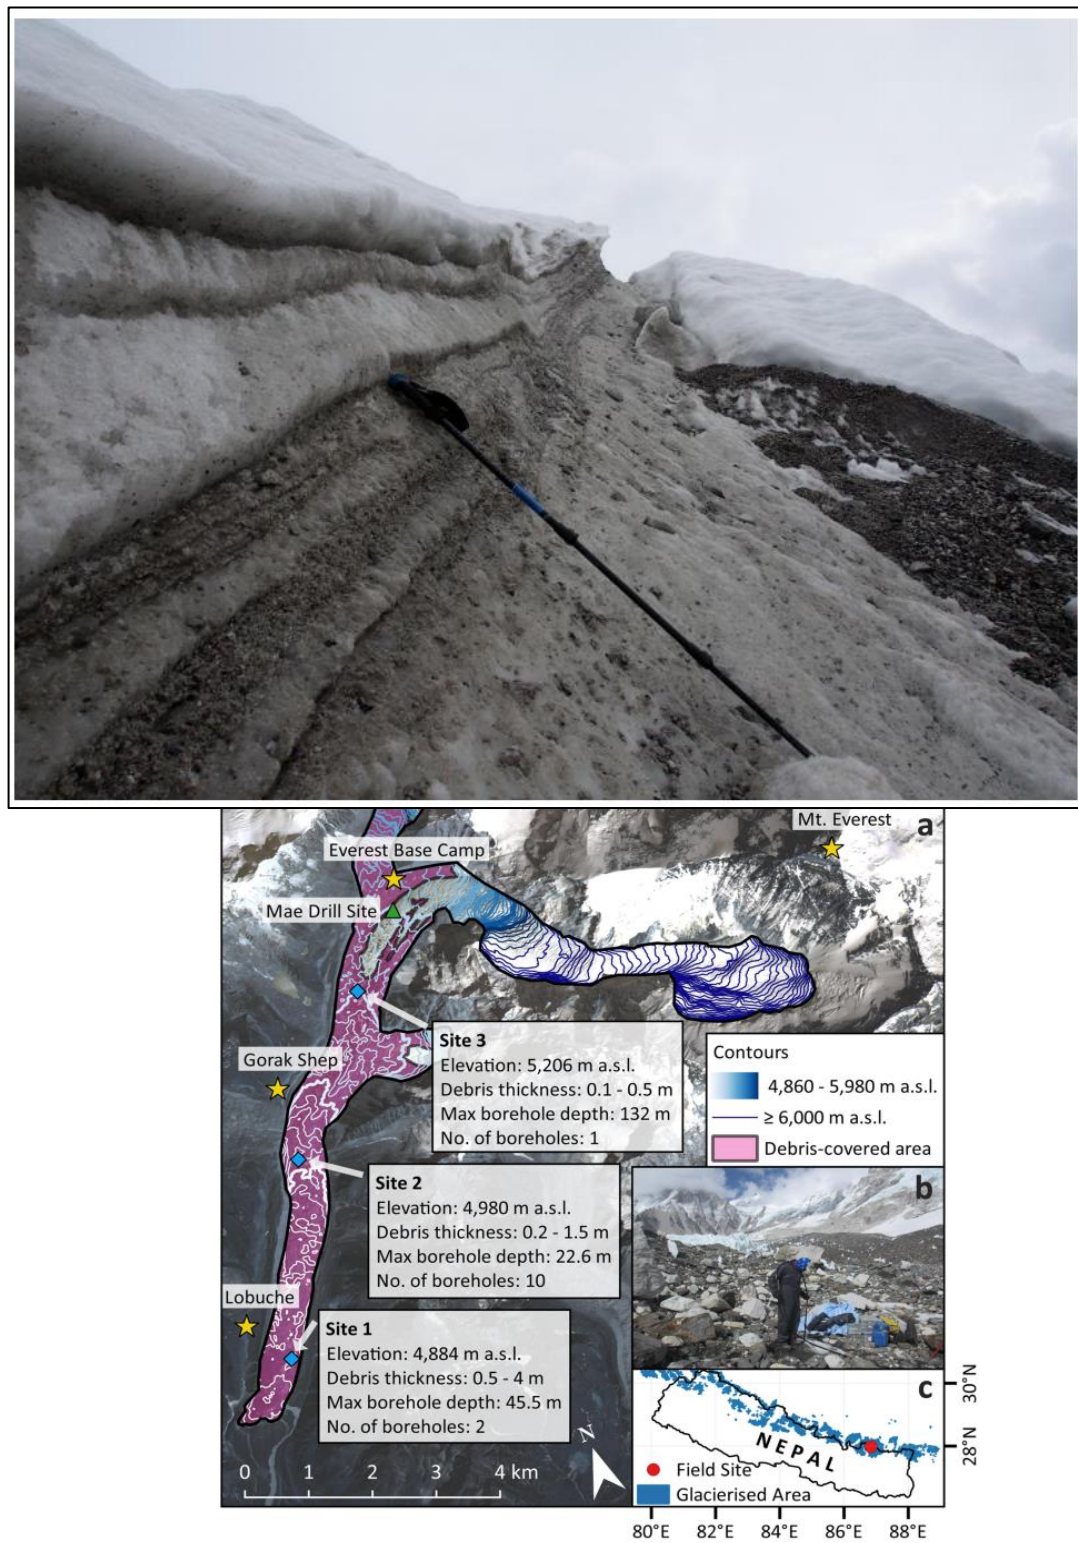 Mt. Everest
a
Everest Base Camp
Mae Drill Site
Site 3
Elevation: 5,206 m a.s.l.
Debris thickness: 0.1 - 0.5 m
Max borehole depth: 132 m
No. of boreholes: 1
Gorak Shep
Contours
4,860 - 5,980 m a.s.l.
≥ 6,000 m a.s.l.
Debris-covered area
Site 2
Elevation: 4,980 m a.s.l.
Debris thickness: 0.2 - 1.5 m
Max borehole depth: 22.6 m
No. of boreholes: 10
b
Lobuche
Site 1
Elevation: 4,884 m a.s.l.
Debris thickness: 0.5 - 4 m
Max borehole depth: 45.5 m
No. of boreholes: 2
N
0 1 2 3 4 km
c
30°N
28°N
NEPAL
Field Site
Glacierised Area
80°E 82°E 84°E 86°E 88°E